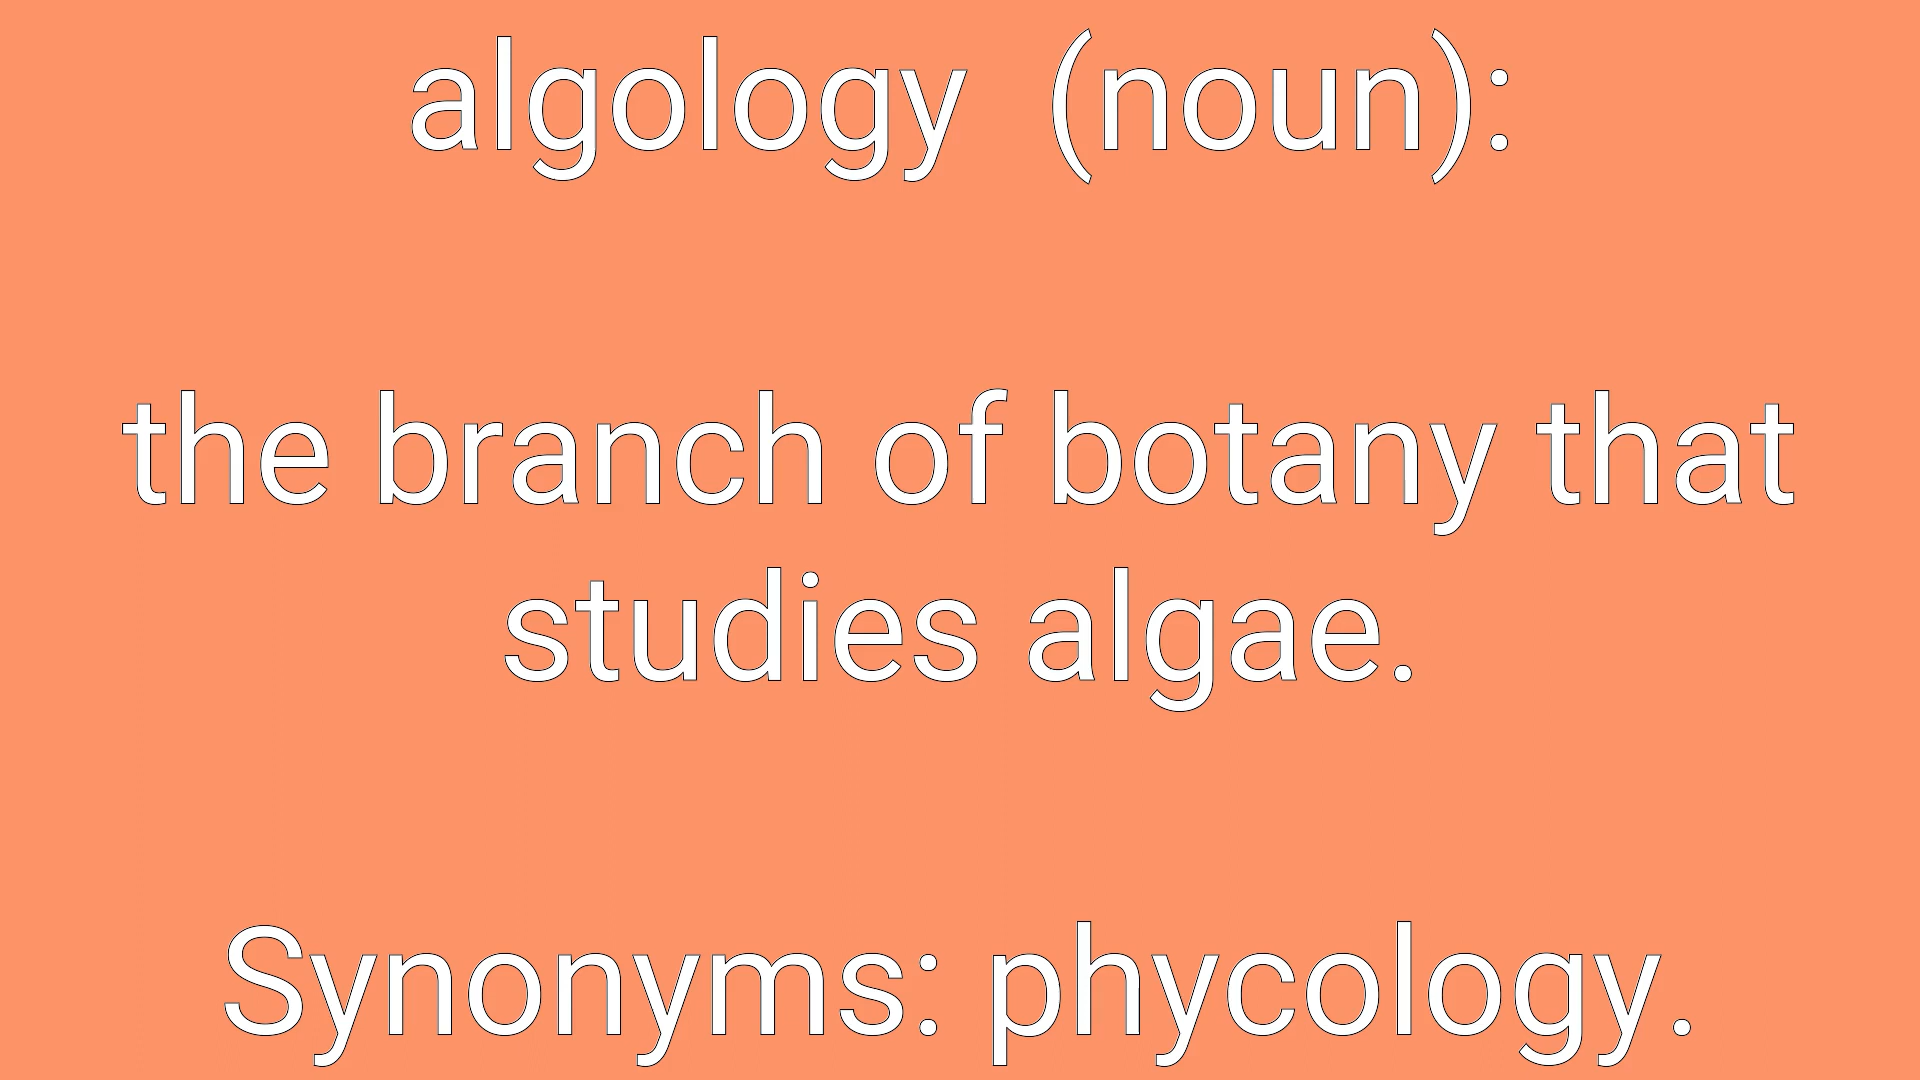 algology  (noun):
the branch of botany that
studies algae.
Synonyms: phycology.